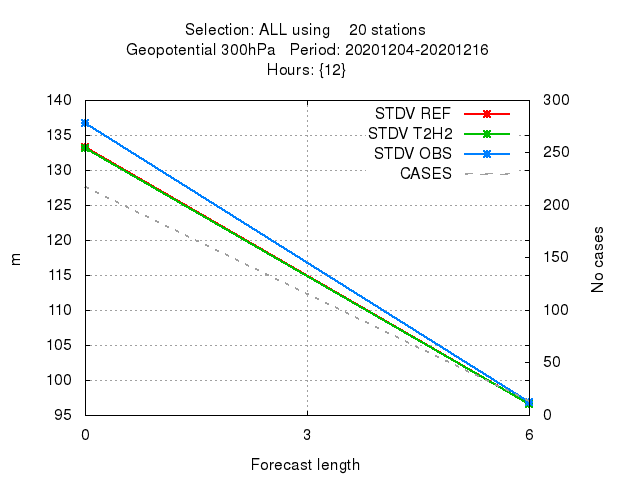 Selection: ALL using 20 stations
Geopotential 300hPa Period: 20201204-20201216
Hours: {12}
140
135
130
125
120
115
110
105
100
95
m
STDV REF
STDV T2H2
STDV OBS
CASES
300
250
200
150
100
50
0
No cases
0 3 6
Forecast length